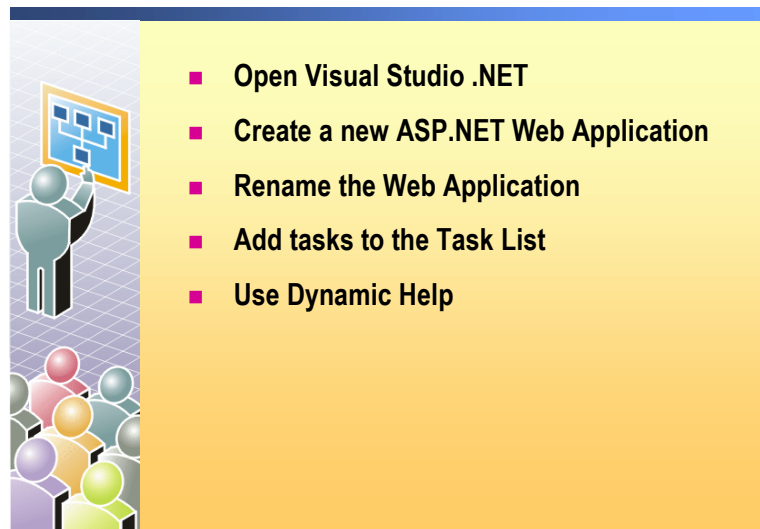 Open Visual Studio .NET
Create a new ASP.NET Web Application
Rename the Web Application
Add tasks to the Task List
Use Dynamic Help